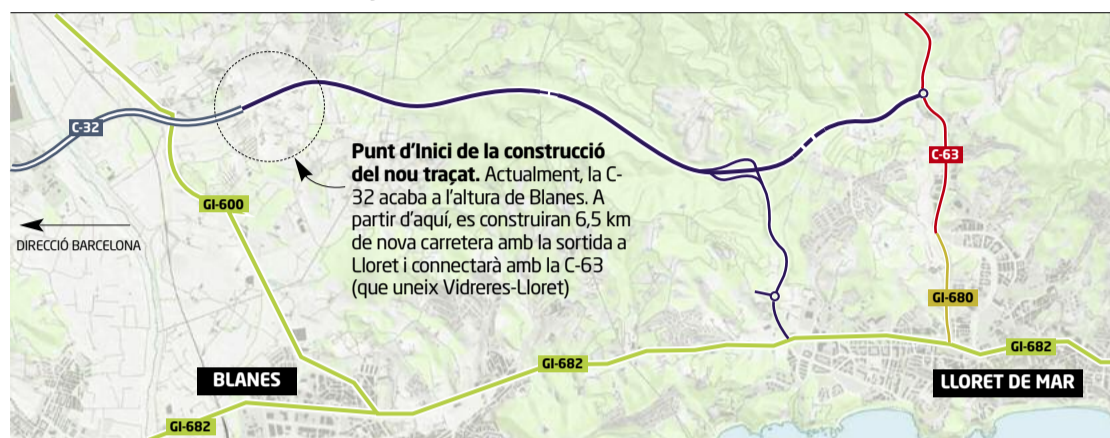 C-32
Punt d'Inici de la construcció
del nou traçat. Actualment, la C-
32 acaba a l'altura de Blanes. A
partir d'aquí, es construiran 6,5 km
de nova carretera amb la sortida a
Lloret i connectarà amb la C-63
(que uneix Vidreres-Lloret)
C-63
GI-600
DIRECCIÓ BARCELONA
GI-680
GI-682
GI-682
BLANES
LLORET DE MAR
GI-682